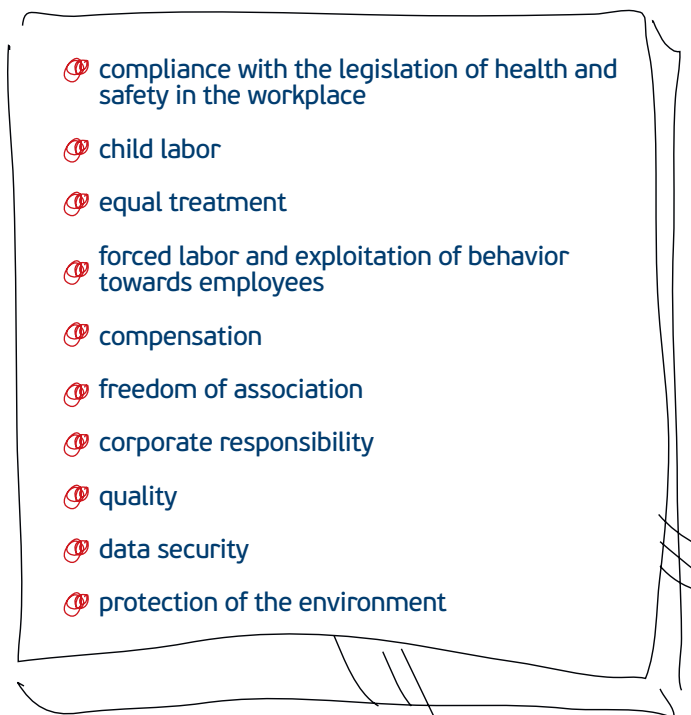 compliance with the legislation of health and
safety in the workplace
child labor
equal treatment
forced labor and exploitation of behavior
towards employees
compensation
freedom of association
corporate responsibility
quality
data security
protection of the environment